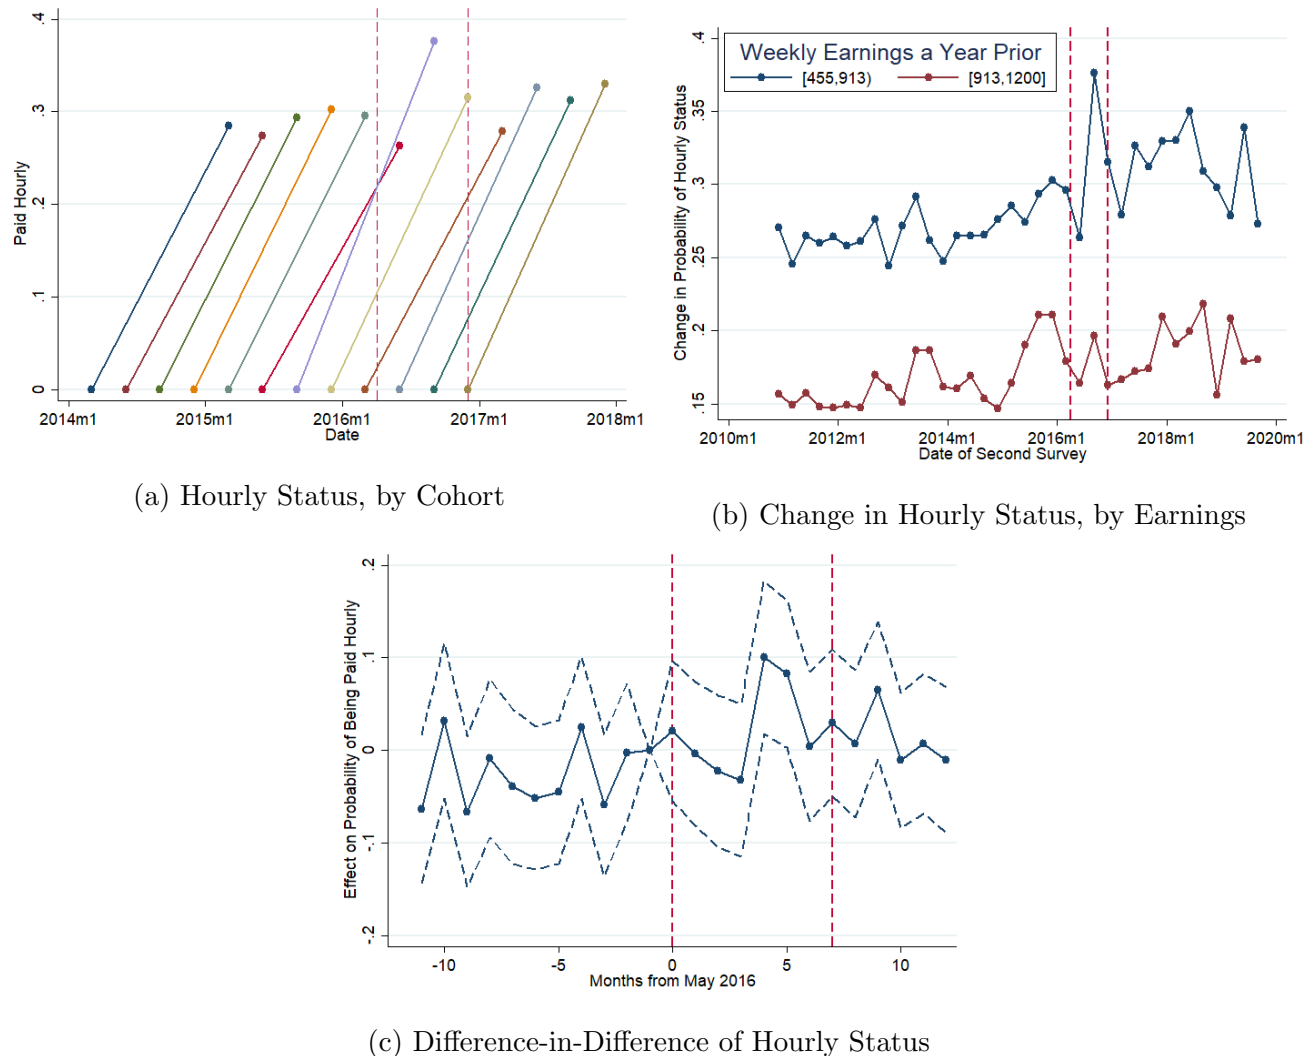 Paid Hourly
.4
.3
.2
.1
0
2014m1 2015m1 2016m1 2017m1 2018m1
Date
(a) Hourly Status, by Cohort
Change in Probability of Hourly Status
.4
.35
.3
.25
.2
.15
Weekly Earnings a Year Prior
[455,913) [913,1200]
2010m1 2012m1 2014m1 2016m1 2018m1 2020m1
Date of Second Survey
(b) Change in Hourly Status, by Earnings
Effect on Probability of Being Paid Hourly
.2
.1
0
-.1
-.2
-10 -5 0 5 10
Months from May 2016
(c) Difference-in-Difference of Hourly Status